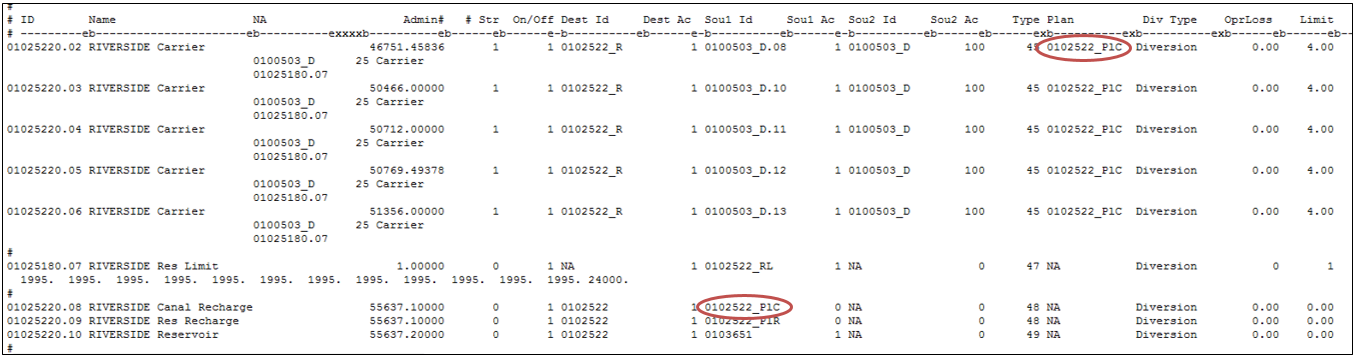 #
# ID Name NA Admin# # Str On/Off Dest Id Dest Ac Sou1 Id Sou1 Ac Sou2 Id Sou2 Ac Type Plan Div Type OprLoss Limit
# ---------eb----------------------eb----------exxxxb----------eb------eb------e-b----------eb------e-b----------eb------e-b----------eb------eb------exb----------exb----------exb------eb------eb--
01025220.02 RIVERSIDE Carrier 46751.45836 1 1 0102522_R 1 0100503_D.08 1 0100503_D 100 45 0102522_PlC Diversion 0.00 4.00
0100503_D 25 Carrier
01025180.07
01025220.03 RIVERSIDE Carrier 50466.00000 1 1 0102522_R 1 0100503_D.10 1 0100503_D 100 45 0102522_PlC Diversion 0.00 4.00
0100503_D 25 Carrier
01025180.07
01025220.04 RIVERSIDE Carrier 50712.00000 1 1 0102522_R 1 0100503_D.11 1 0100503_D 100 45 0102522_PlC Diversion 0.00 4.00
0100503_D 25 Carrier
01025180.07
01025220.05 RIVERSIDE Carrier 50769.49378 1 1 0102522_R 1 0100503_D.12 1 0100503_D 100 45 0102522_PlC Diversion 0.00 4.00
0100503_D 25 Carrier
01025180.07
01025220.06 RIVERSIDE Carrier 51356.00000 1 1 0102522_R 1 0100503_D.13 1 0100503_D 100 45 0102522_PlC Diversion 0.00 4.00
0100503_D 25 Carrier
01025180.07
#
01025180.07 RIVERSIDE Res Limit 1.00000 0 1 NA 1 0102522_RL 1 NA 0 47 NA Diversion 0 1
1995. 1995. 1995. 1995. 1995. 1995. 1995. 1995. 1995. 1995. 1995. 1995. 24000.
#
01025220.08 RIVERSIDE Canal Recharge 55637.10000 0 1 0102522 1 0102522_PlC 0 NA 0 48 NA Diversion 0.00 0.00
01025220.09 RIVERSIDE Res Recharge 55637.10000 0 1 0102522 1 0102522_PlR 0 NA 0 48 NA Diversion 0.00 0.00
01025220.10 RIVERSIDE Reservoir 55637.20000 0 1 0102522 1 0103651 1 NA 0 49 NA Diversion 0.00 0.00
#